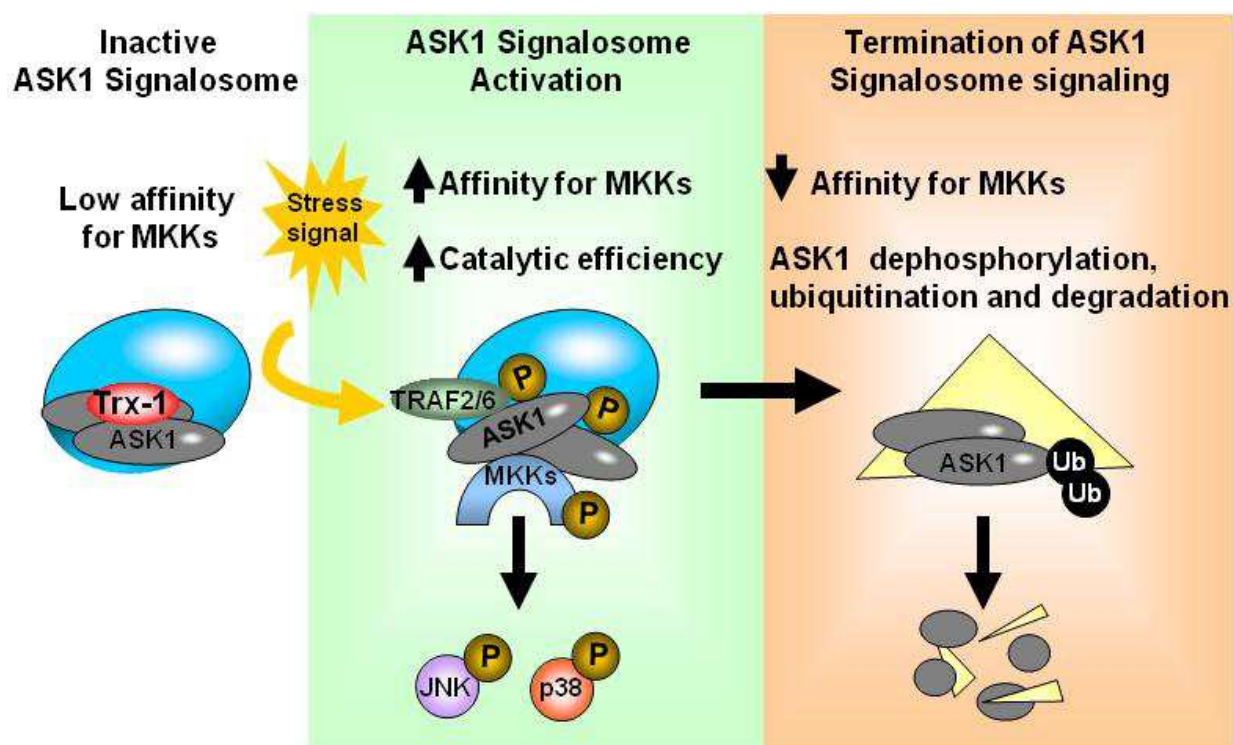 Inactive
ASK1 Signalosome
Low affinity
for MKKs
Stress
signal
Trx-1
ASK1
ASK1 Signalosome
Activation
Affinity for MKKs
Catalytic efficiency
TRAF2/6
P
P
ASK1
MKKs
P
JNK
P
p38
P
Termination of ASK1
Signalosome signaling
Affinity for MKKs
ASK1 dephosphorylation,
ubiquitination and degradation
ASK1
Ub
Ub